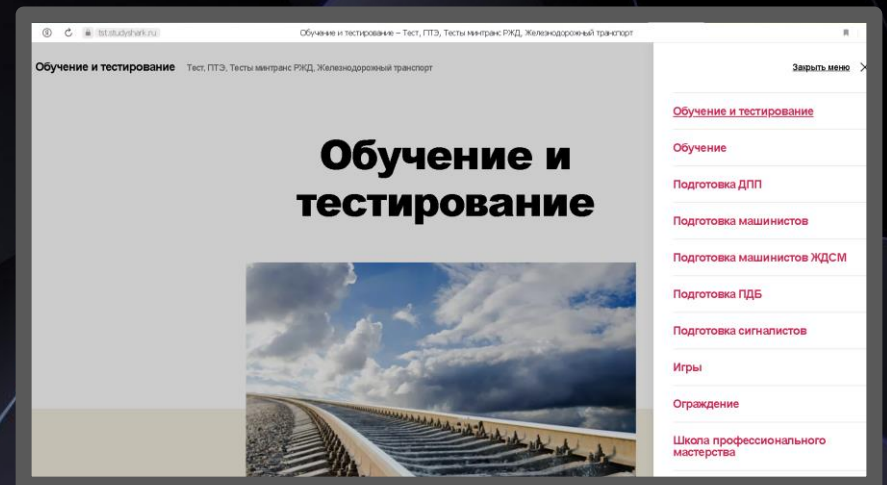 tst.studyshark.ru
Обучение и тестирование – Тест, ПТЭ, Тесты минтранс РЖД, Железнодорожный транспорт
Обучение и тестирование Тест, ПТЭ, Тесты минтранс РЖД, Железнодорожный транспорт
Закрыть меню
Обучение и
тестирование
Обучение и тестирование
Обучение
Подготовка ДПП
Подготовка машинистов
Подготовка машинистов ЖДСМ
Подготовка ПДБ
Подготовка сигналистов
Игры
Ограждение
Школа профессионального
мастерства